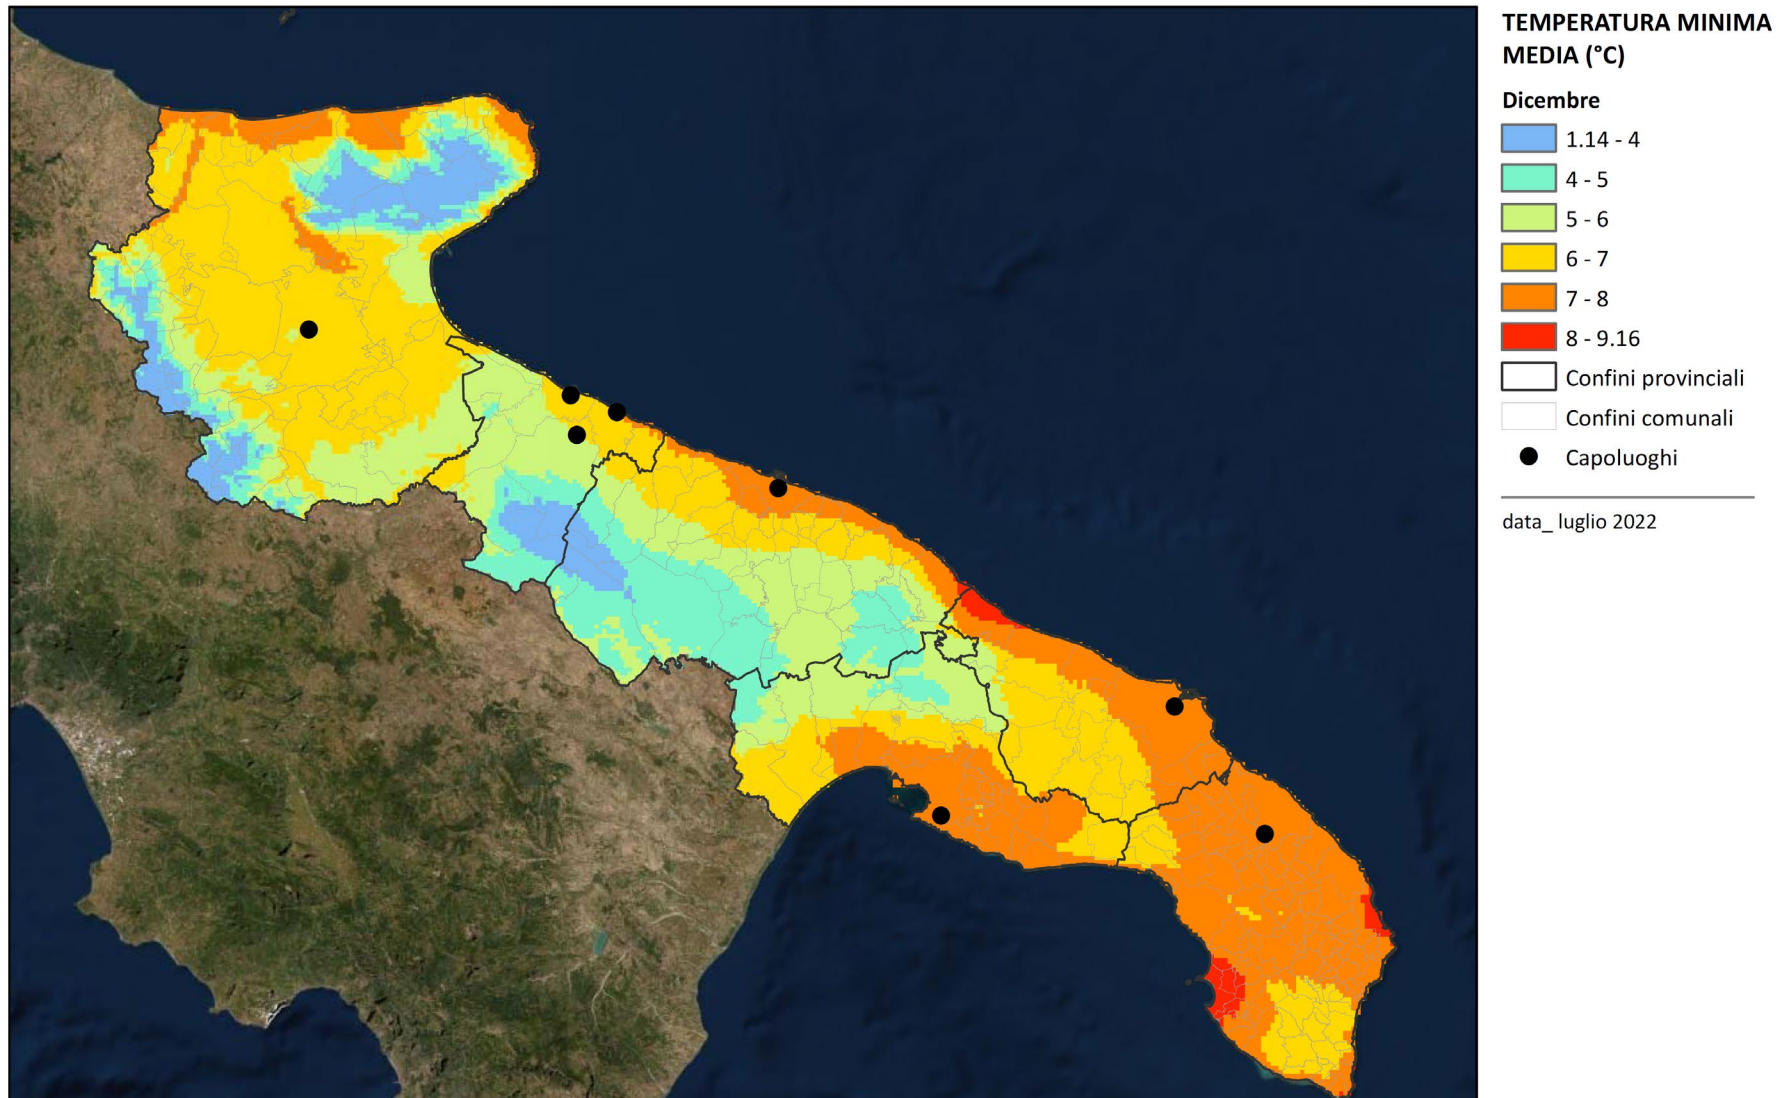 TEMPERATURA MINIMA
MEDIA (°C)
Dicembre
1.14 - 4
4 - 5
5 - 6
6 - 7
7 - 8
8 - 9.16
Confini provinciali
Confini comunali
Capoluoghi
data_ luglio 2022